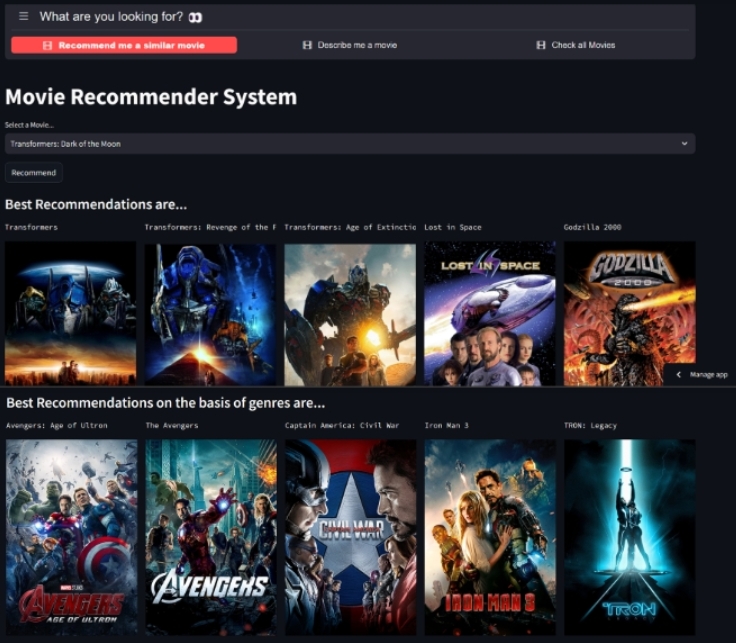 What are you looking for? 👀
Recommend me a similar movie
Describe me a movie
Check all Movies
Movie Recommender System
Select a Movie...
Transformers: Dark of the Moon
Recommend
Best Recommendations are...
Transformers
Transformers: Revenge of the F
Transformers: Age of Extinctio
Lost in Space
Godzilla 2000
LOST IN SPACE
GODZILLA
2000
Manage app
Best Recommendations on the basis of genres are...
Avengers: Age of Ultron
The Avengers
Captain America: Civil War
Iron Man 3
TRON: Legacy
MARVEL
AVENGERS
AGE OF ULTRON
AVENGERS
CIVIL WAR
IRON MAN 3
TRON